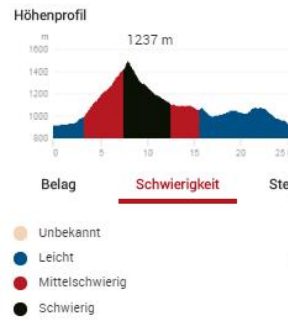 Höhenprofil
m
1237 m
1600
1400
1200
1000
800
0 5 10 15 20 25
Belag Schwierigkeit Ste
Unbekannt
Leicht
Mittelschwierig
Schwierig